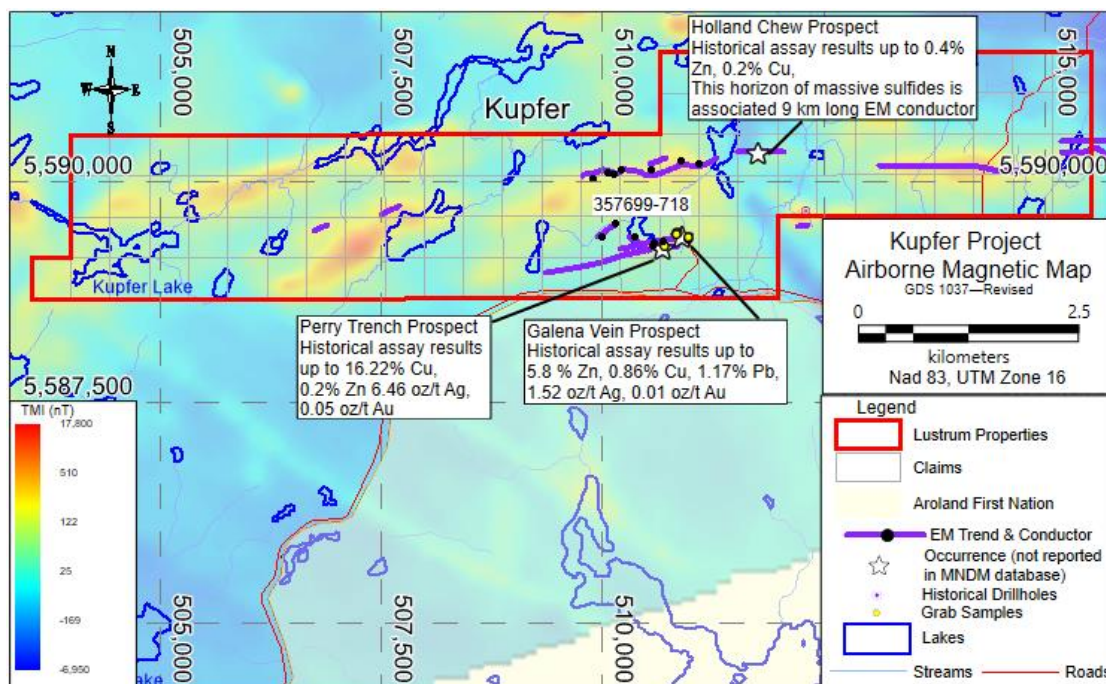 505,000
507,500
510,000
515,000
Holland Chew Prospect
Historical assay results up to 0.4%
Zn, 0.2% Cu,
This horizon of massive sulfides is
associated 9 km long EM conductor
N
W E
S
Kupfer
5,590,000
5,590,000
357699-718
Kupfer Lake
Perry Trench Prospect
Historical assay results
up to 16.22% Cu,
0.2% Zn 6.46 oz/t Ag,
0.05 oz/t Au
Galena Vein Prospect
Historical assay results up to
5.8 % Zn, 0.86% Cu, 1.17% Pb,
1.52 oz/t Ag, 0.01 oz/t Au
Kupfer Project
Airborne Magnetic Map
GDS 1037—Revised
0 2.5
kilometers
Nad 83, UTM Zone 16
5,587,500
TMI (nT)
17,800
510
122
25
-169
-6,950
Legend
Lustrum Properties
Claims
Aroland First Nation
EM Trend & Conductor
Occurrence (not reported
in MNDM database)
Historical Drillholes
Grab Samples
Lakes
Streams
Roads
505,000
507,500
510,000
ake